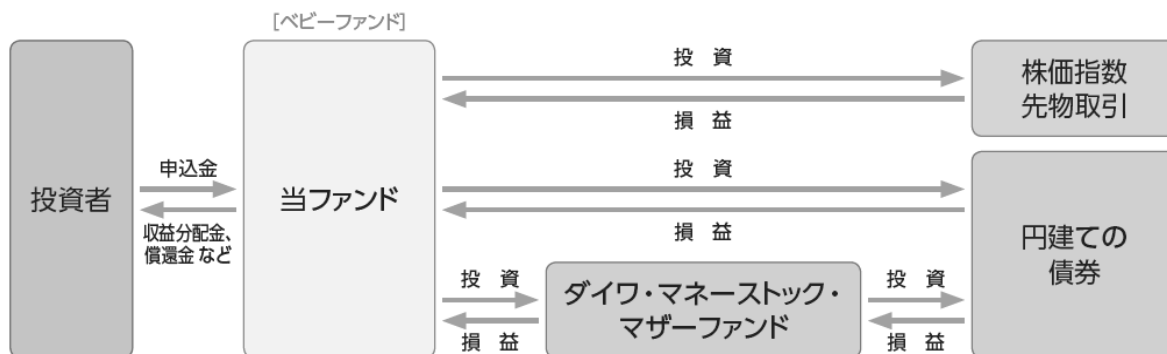 [ベビーファンド]
投資者
申込金
収益分配金、
償還金 など
当ファンド
投 資
損 益
株価指数
先物取引
投 資
損 益
円建ての
債券
投 資
損 益
ダイワ・マネーストック・
マザーファンド
投 資
損 益